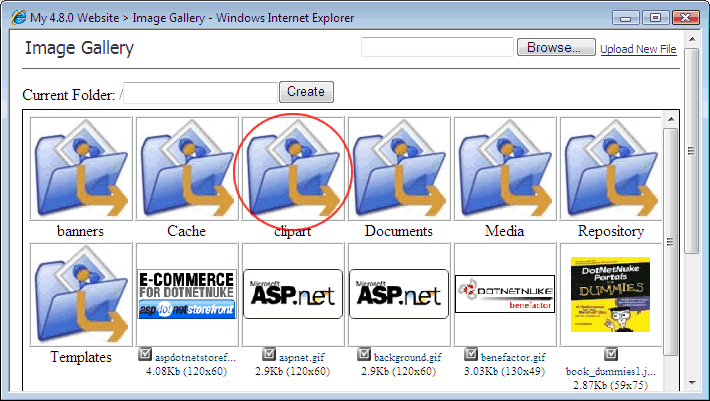 My 4.8.0 Website > Image Gallery - Windows Internet Explorer
Image Gallery
Browse...
Upload New File
Current Folder: /
Create
banners
Cache
clipart
Documents
Media
Repository
E-COMMERCE
FOR DOTNETNUKE
aspdotnetstorefront
Microsoft
ASP.net
Microsoft
ASP.net
DOTNETNUKE
benefactor
DotNetNuke
Portals
FOR
DUMMIES
Templates
aspdotnetstoref...
4.08Kb (120x60)
aspnet.gif
2.9Kb (120x60)
background.gif
2.9Kb (120x60)
benefactor.gif
3.03Kb (130x49)
book_dummies1.j...
2.87Kb (59x75)